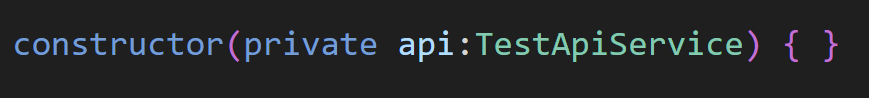 constructor(private api:TestApiService) { }